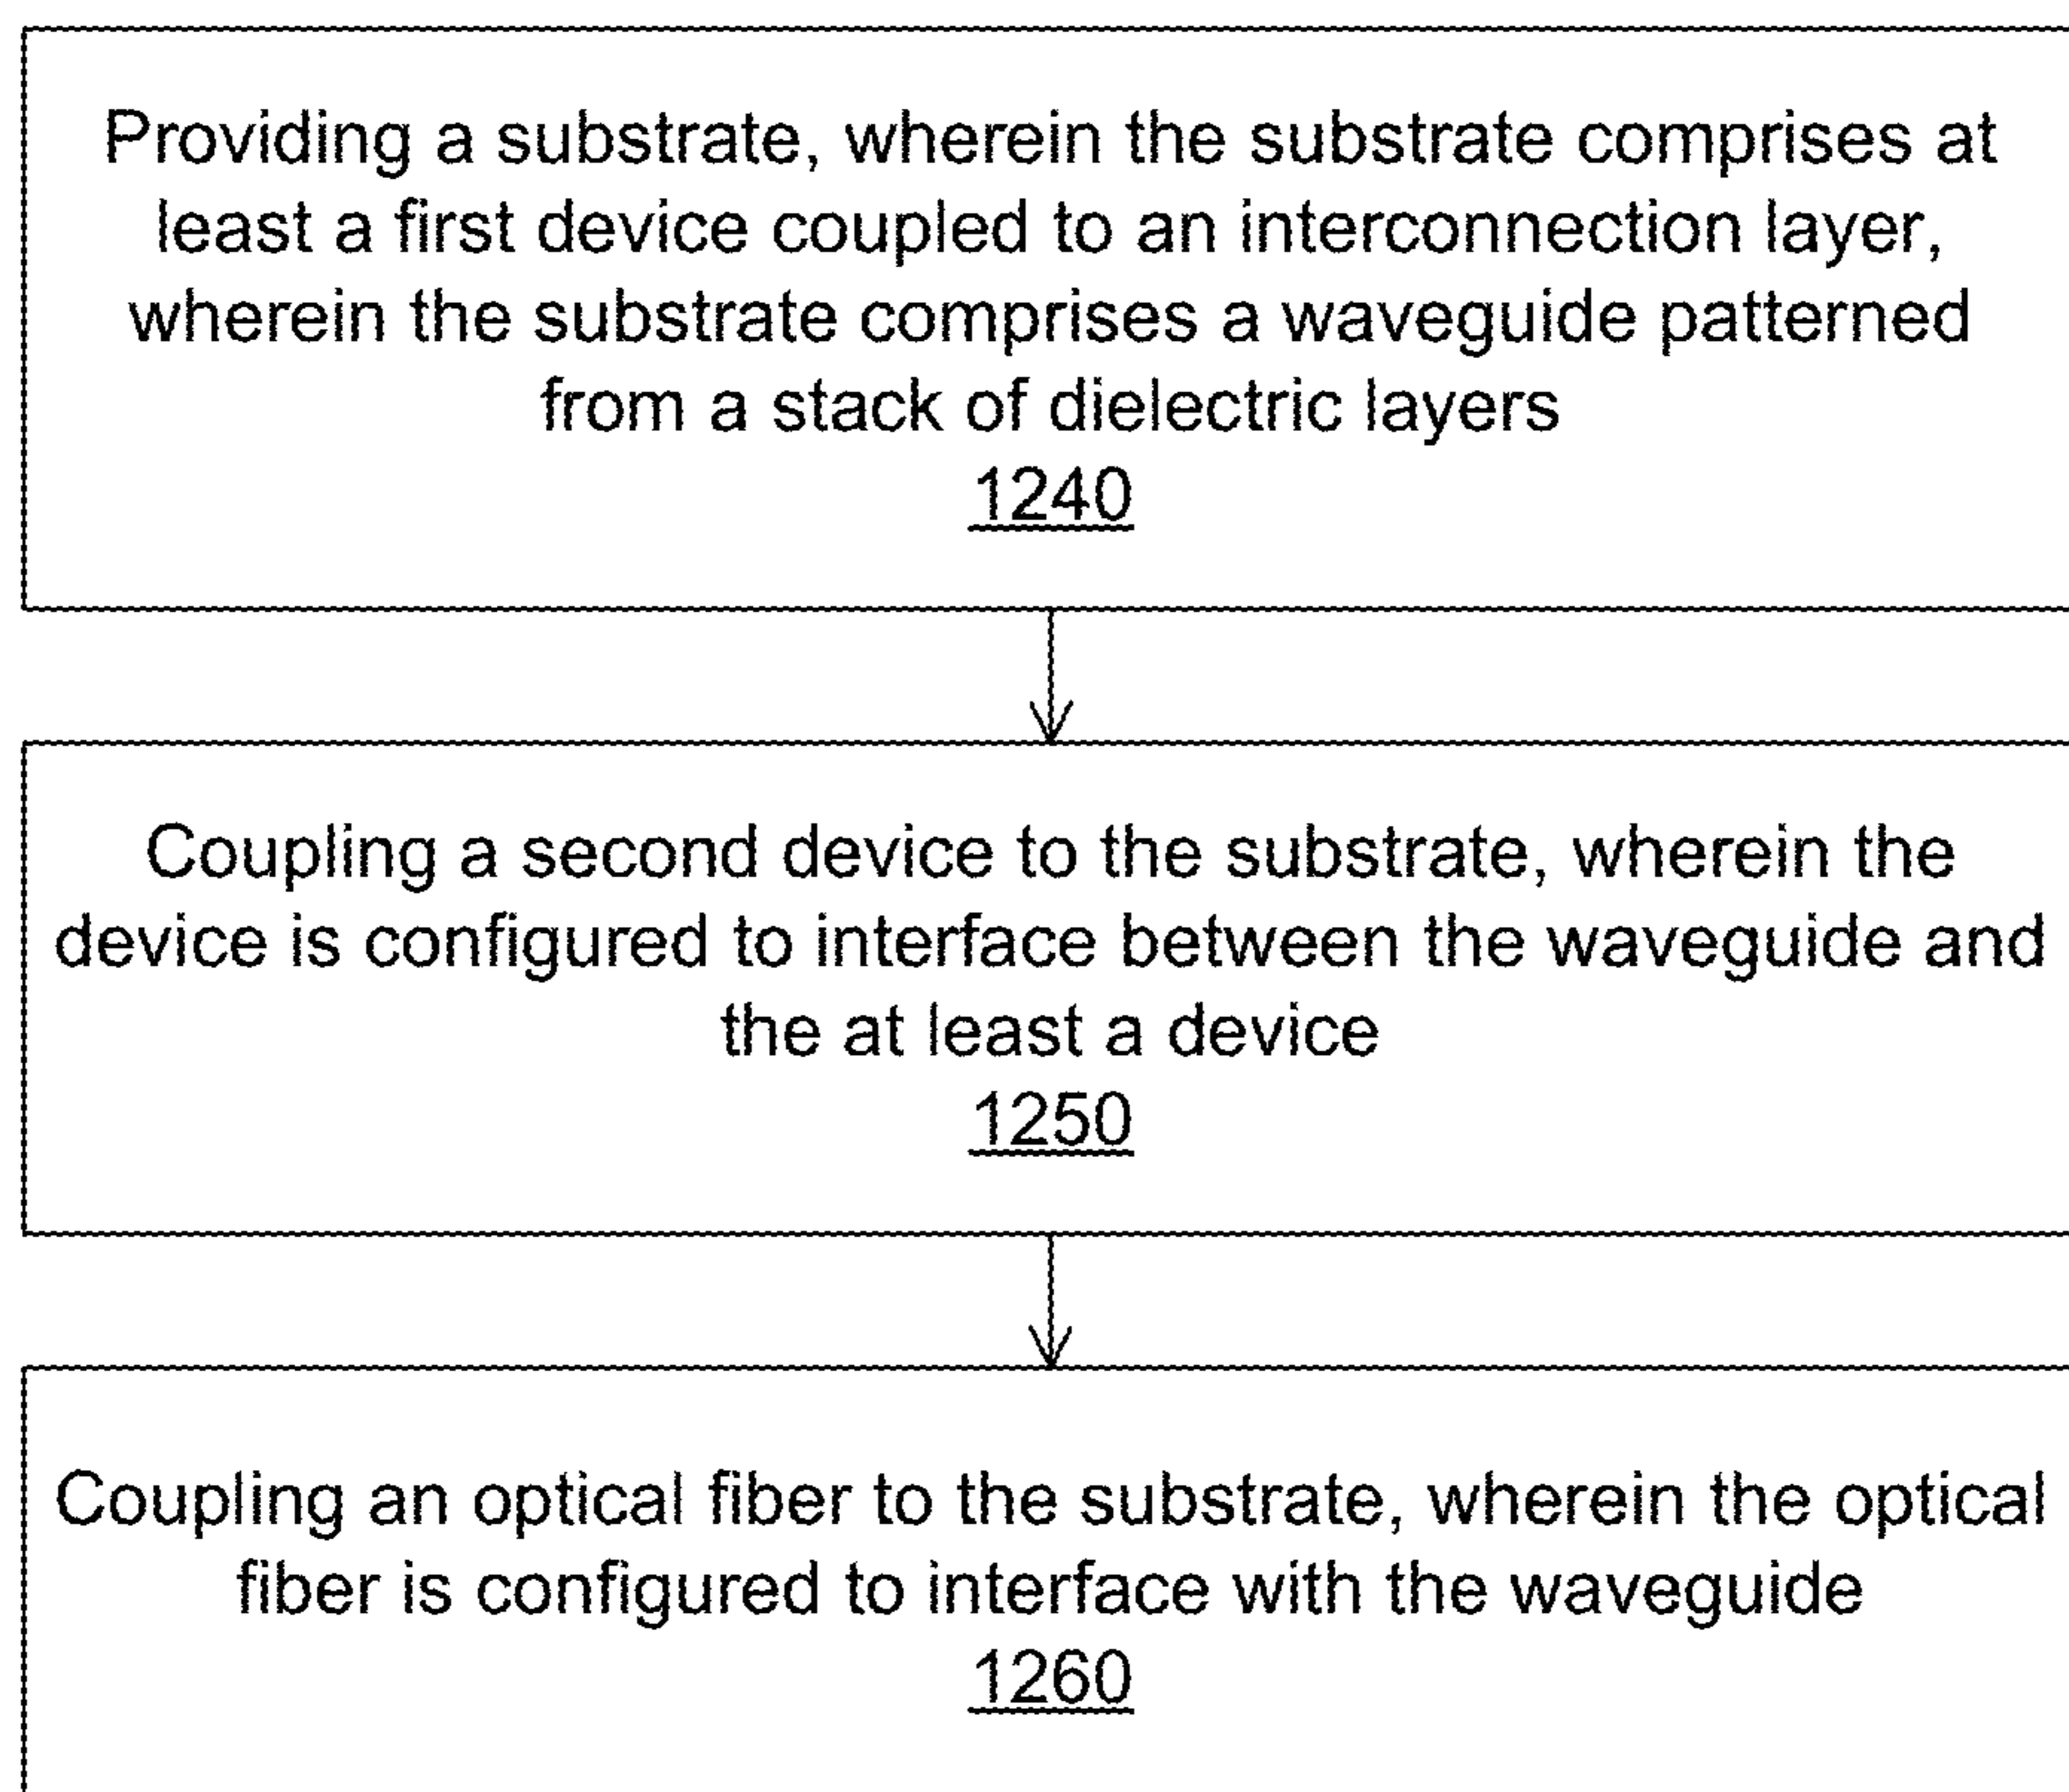 Providing a substrate, wherein the substrate comprises at
least a first device coupled to an interconnection layer,
wherein the substrate comprises a waveguide patterned
from a stack of dielectric layers
1240
Coupling a second device to the substrate, wherein the
device is configured to interface between the waveguide and
the at least a device
1250
Coupling an optical fiber to the substrate, wherein the optical
fiber is configured to interface with the waveguide
1260